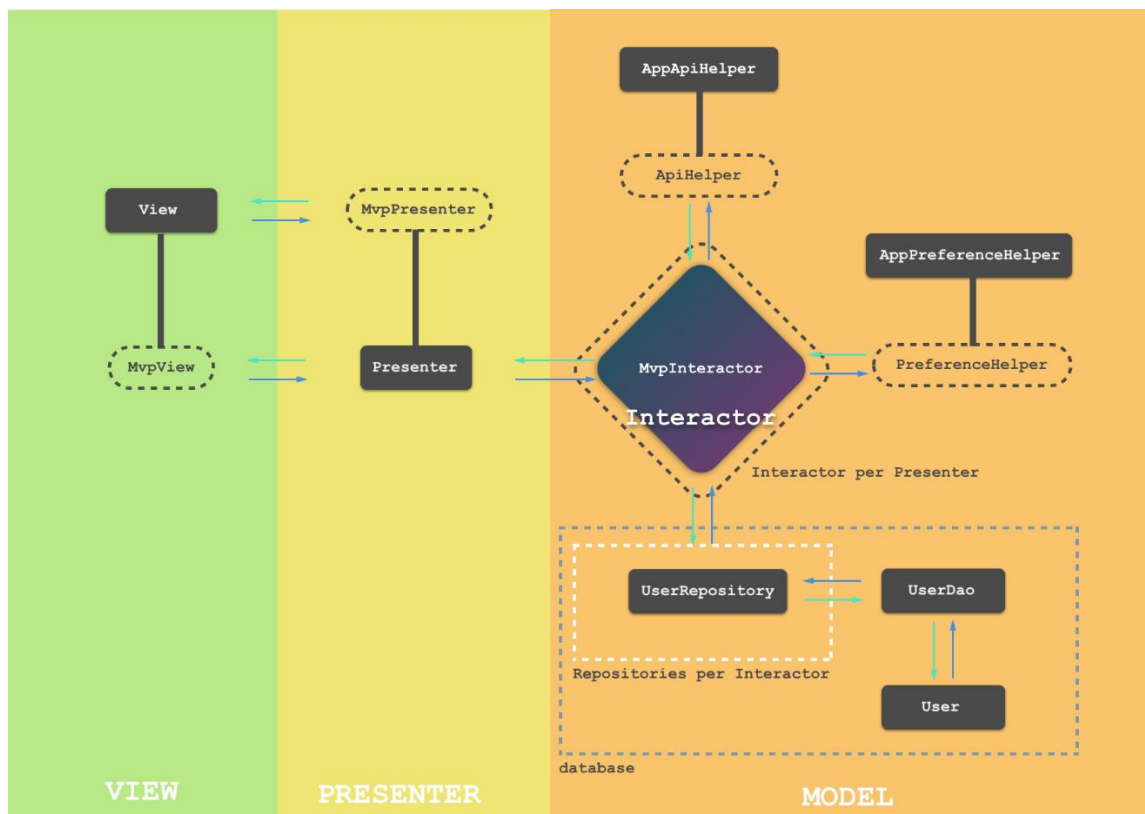 AppApiHelper
ApiHelper
View
MvpPresenter
AppPreferenceHelper
MvpView
Presenter
MvpInteractor
PreferenceHelper
Interactor
Interactor per Presenter
UserRepository
UserDao
Repositories per Interactor
User
database
VIEW
PRESENTER
MODEL